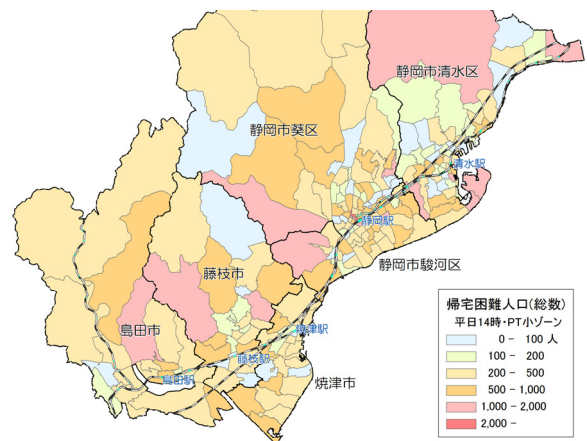 静岡市清水区
静岡市葵区
清水駅
静岡駅
静岡市駿河区
藤枝市
島田市
焼津駅
藤枝駅
島田駅
焼津市
帰宅困難人口(総数)
平日14時・PT小ゾーン
0 - 100 人
100 - 200
200 - 500
500 - 1,000
1,000 - 2,000
2,000 -